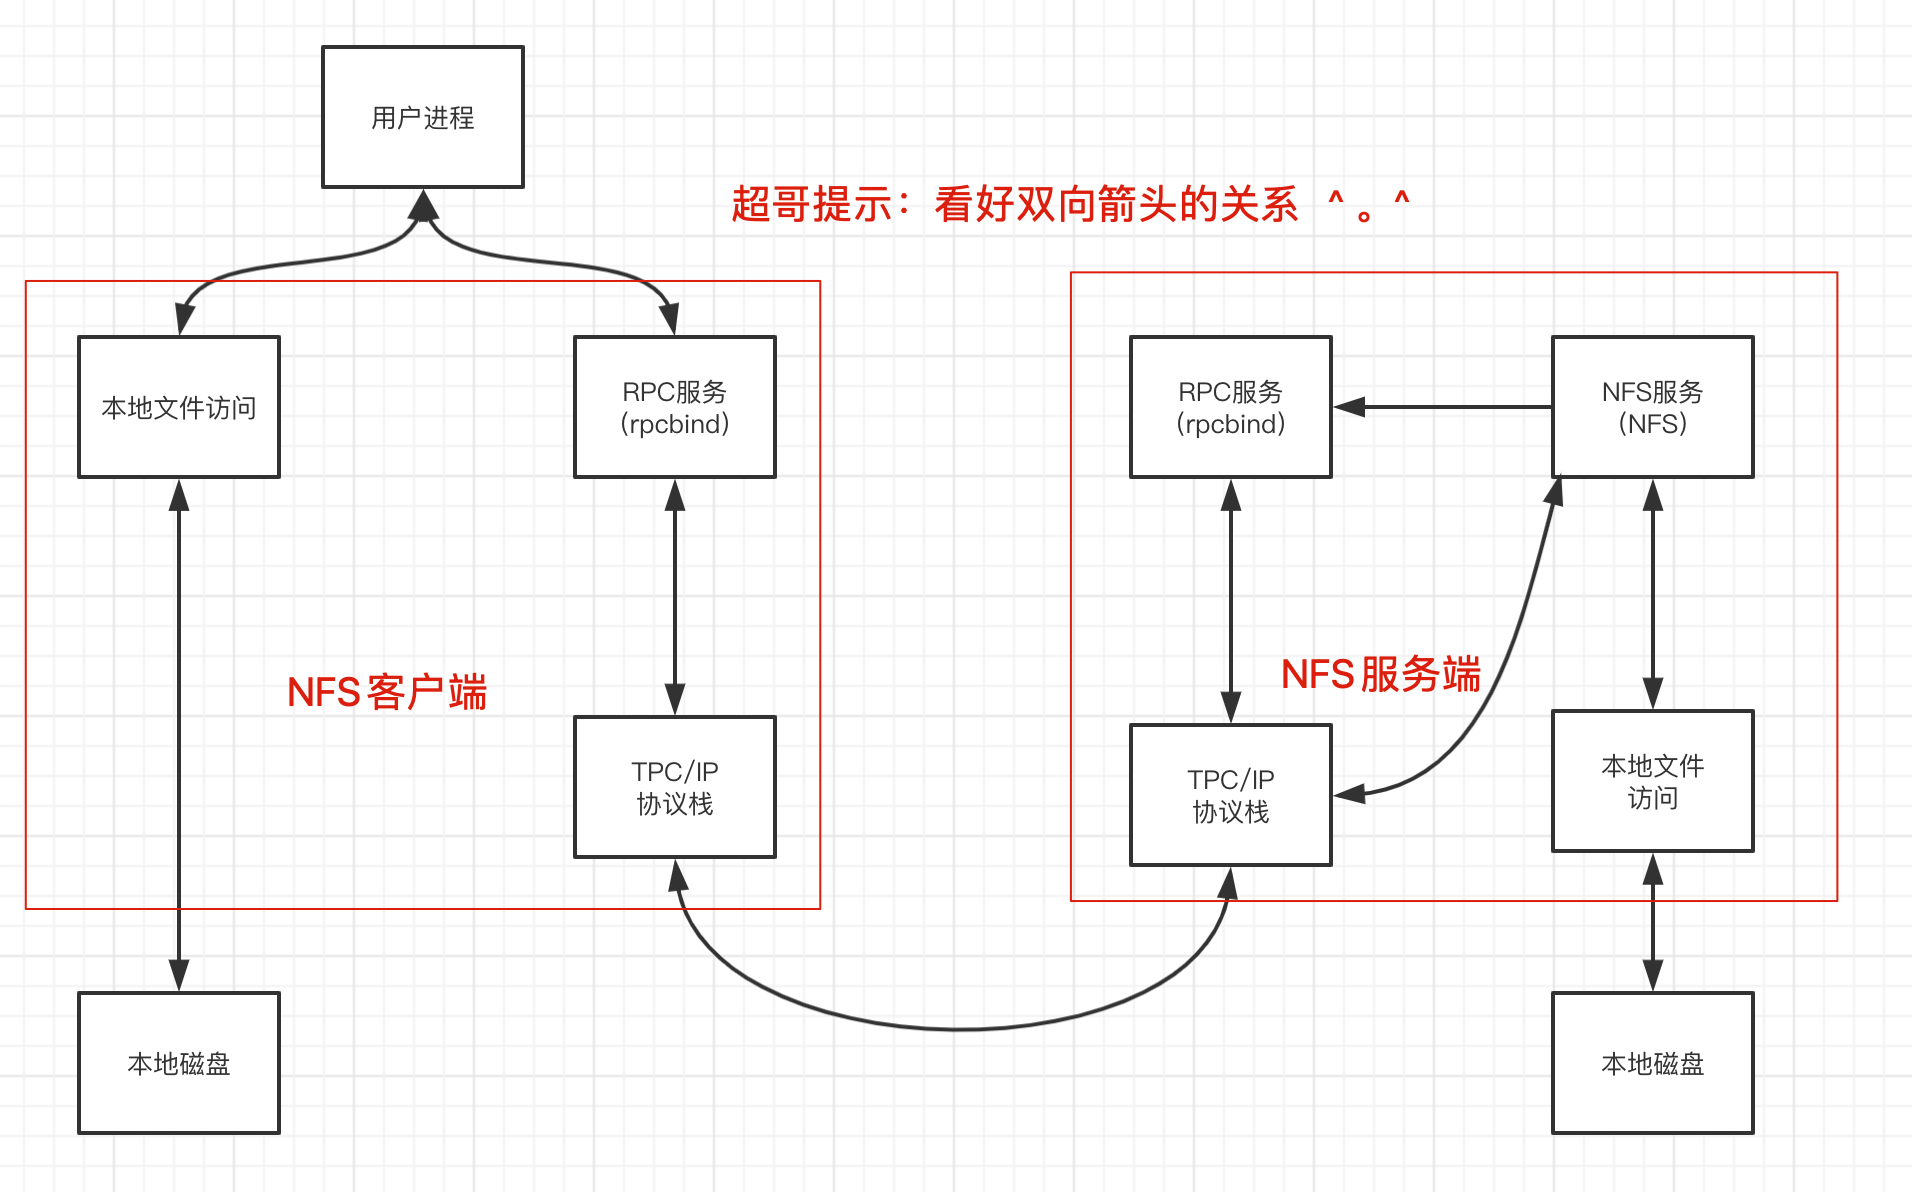 用户进程
超哥提示：看好双向箭头的关系 ^ 。^
本地文件访问
RPC服务
(rpcbind)
RPC服务
(rpcbind)
NFS服务
(NFS)
NFS客户端
NFS服务端
TPC/IP
协议栈
TPC/IP
协议栈
本地文件
访问
本地磁盘
本地磁盘